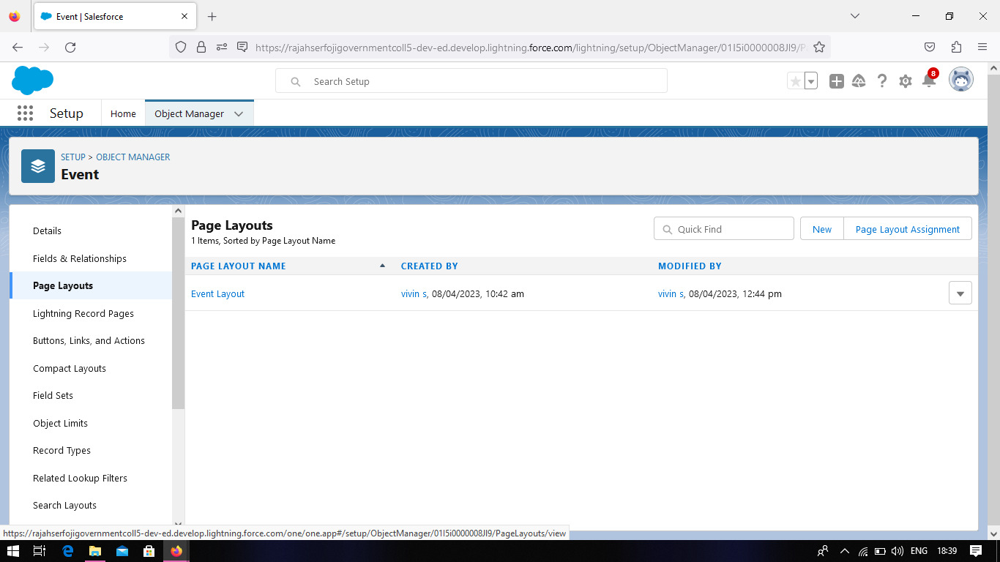 Event | Salesforce
https://rajahserfojigovernmentcoll5-dev-ed.develop.lightning.force.com/lightning/setup/ObjectManager/01I5i0000008JI9/Pa
Search Setup
8
Setup
Home
Object Manager
SETUP > OBJECT MANAGER
Event
Details
Fields & Relationships
Page Layouts
Lightning Record Pages
Buttons, Links, and Actions
Compact Layouts
Field Sets
Object Limits
Record Types
Related Lookup Filters
Search Layouts
Page Layouts
1 Items, Sorted by Page Layout Name
Quick Find
New
Page Layout Assignment
PAGE LAYOUT NAME
CREATED BY
MODIFIED BY
Event Layout
vivin s, 08/04/2023, 10:42 am
vivin s, 08/04/2023, 12:44 pm
https://rajahserfojigovernmentcoll5-dev-ed.develop.lightning.force.com/one/one.app#/setup/ObjectManager/01I5i0000008JI9/PageLayouts/view
ENG
18:39